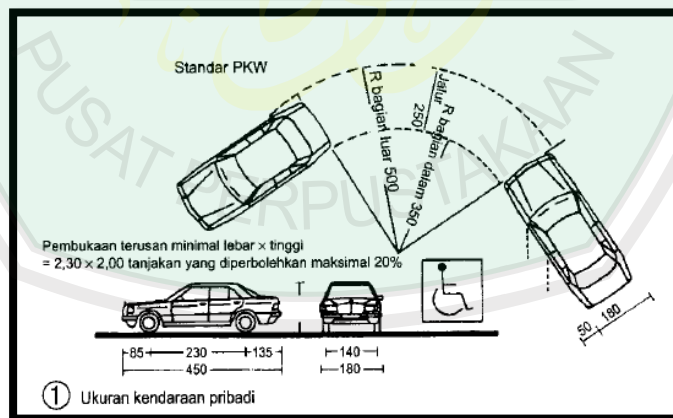 Standar PKW
R bagian luar 500
Jalur
250
R bagian dalam 350
PUSAT PERPUSTAKAAN
Pembukaan terusan minimal lebar × tinggi
= 2,30 × 2,00 tanjakan yang diperbolehkan maksimal 20%
50 180
85 230 135
140
450
180
1 Ukuran kendaraan pribadi